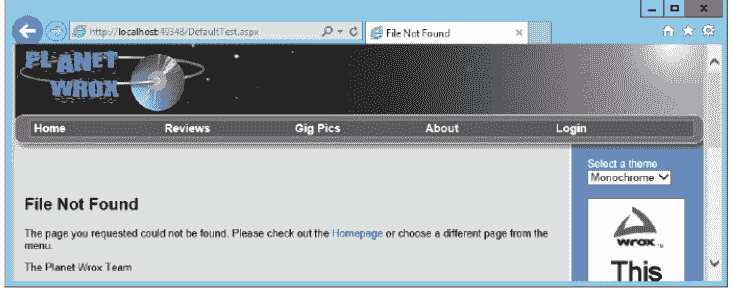 http://localhost:49348/DefaultTest.aspx
File Not Found
PLANET
WROX
Home Reviews Gig Pics About Login
Select a theme
Monochrome
File Not Found
The page you requested could not be found. Please check out the Homepage or choose a different page from the
menu.
The Planet Wrox Team
wrox
This